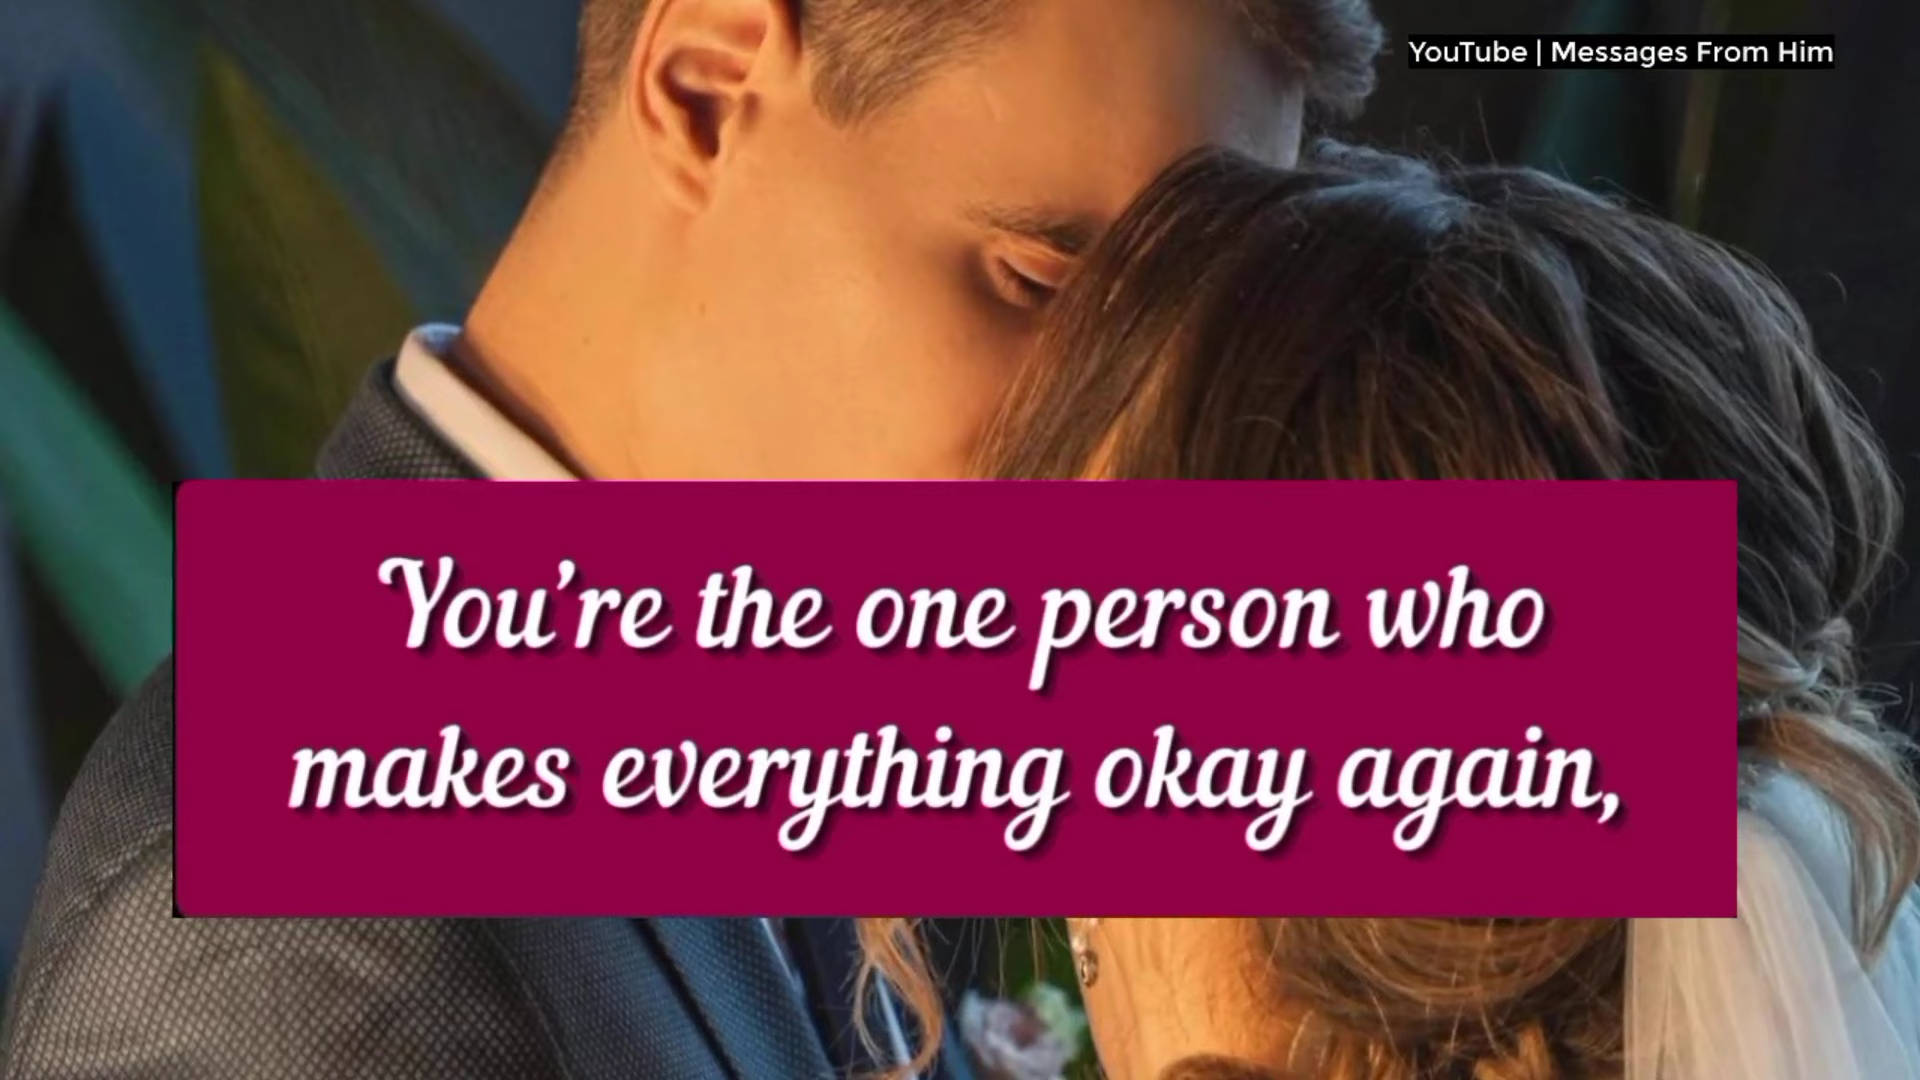 YouTube | Messages From Him
You're the one person who
makes everything okay again,